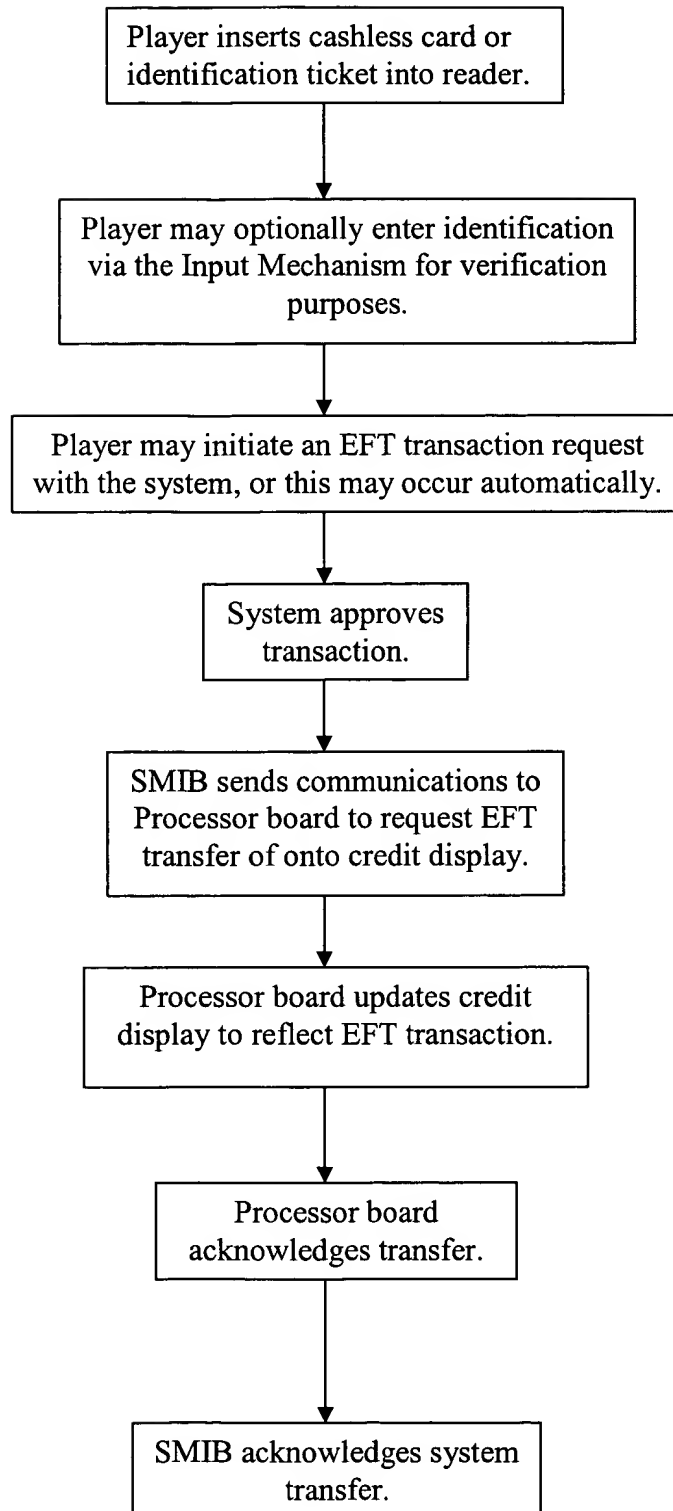 Player inserts cashless card or
identification ticket into reader.
Player may optionally enter identification
via the Input Mechanism for verification
purposes.
Player may initiate an EFT transaction request
with the system, or this may occur automatically.
System approves
transaction.
SMIB sends communications to
Processor board to request EFT
transfer of onto credit display.
Processor board updates credit
display to reflect EFT transaction.
Processor board
acknowledges transfer.
SMIB acknowledges system
transfer.